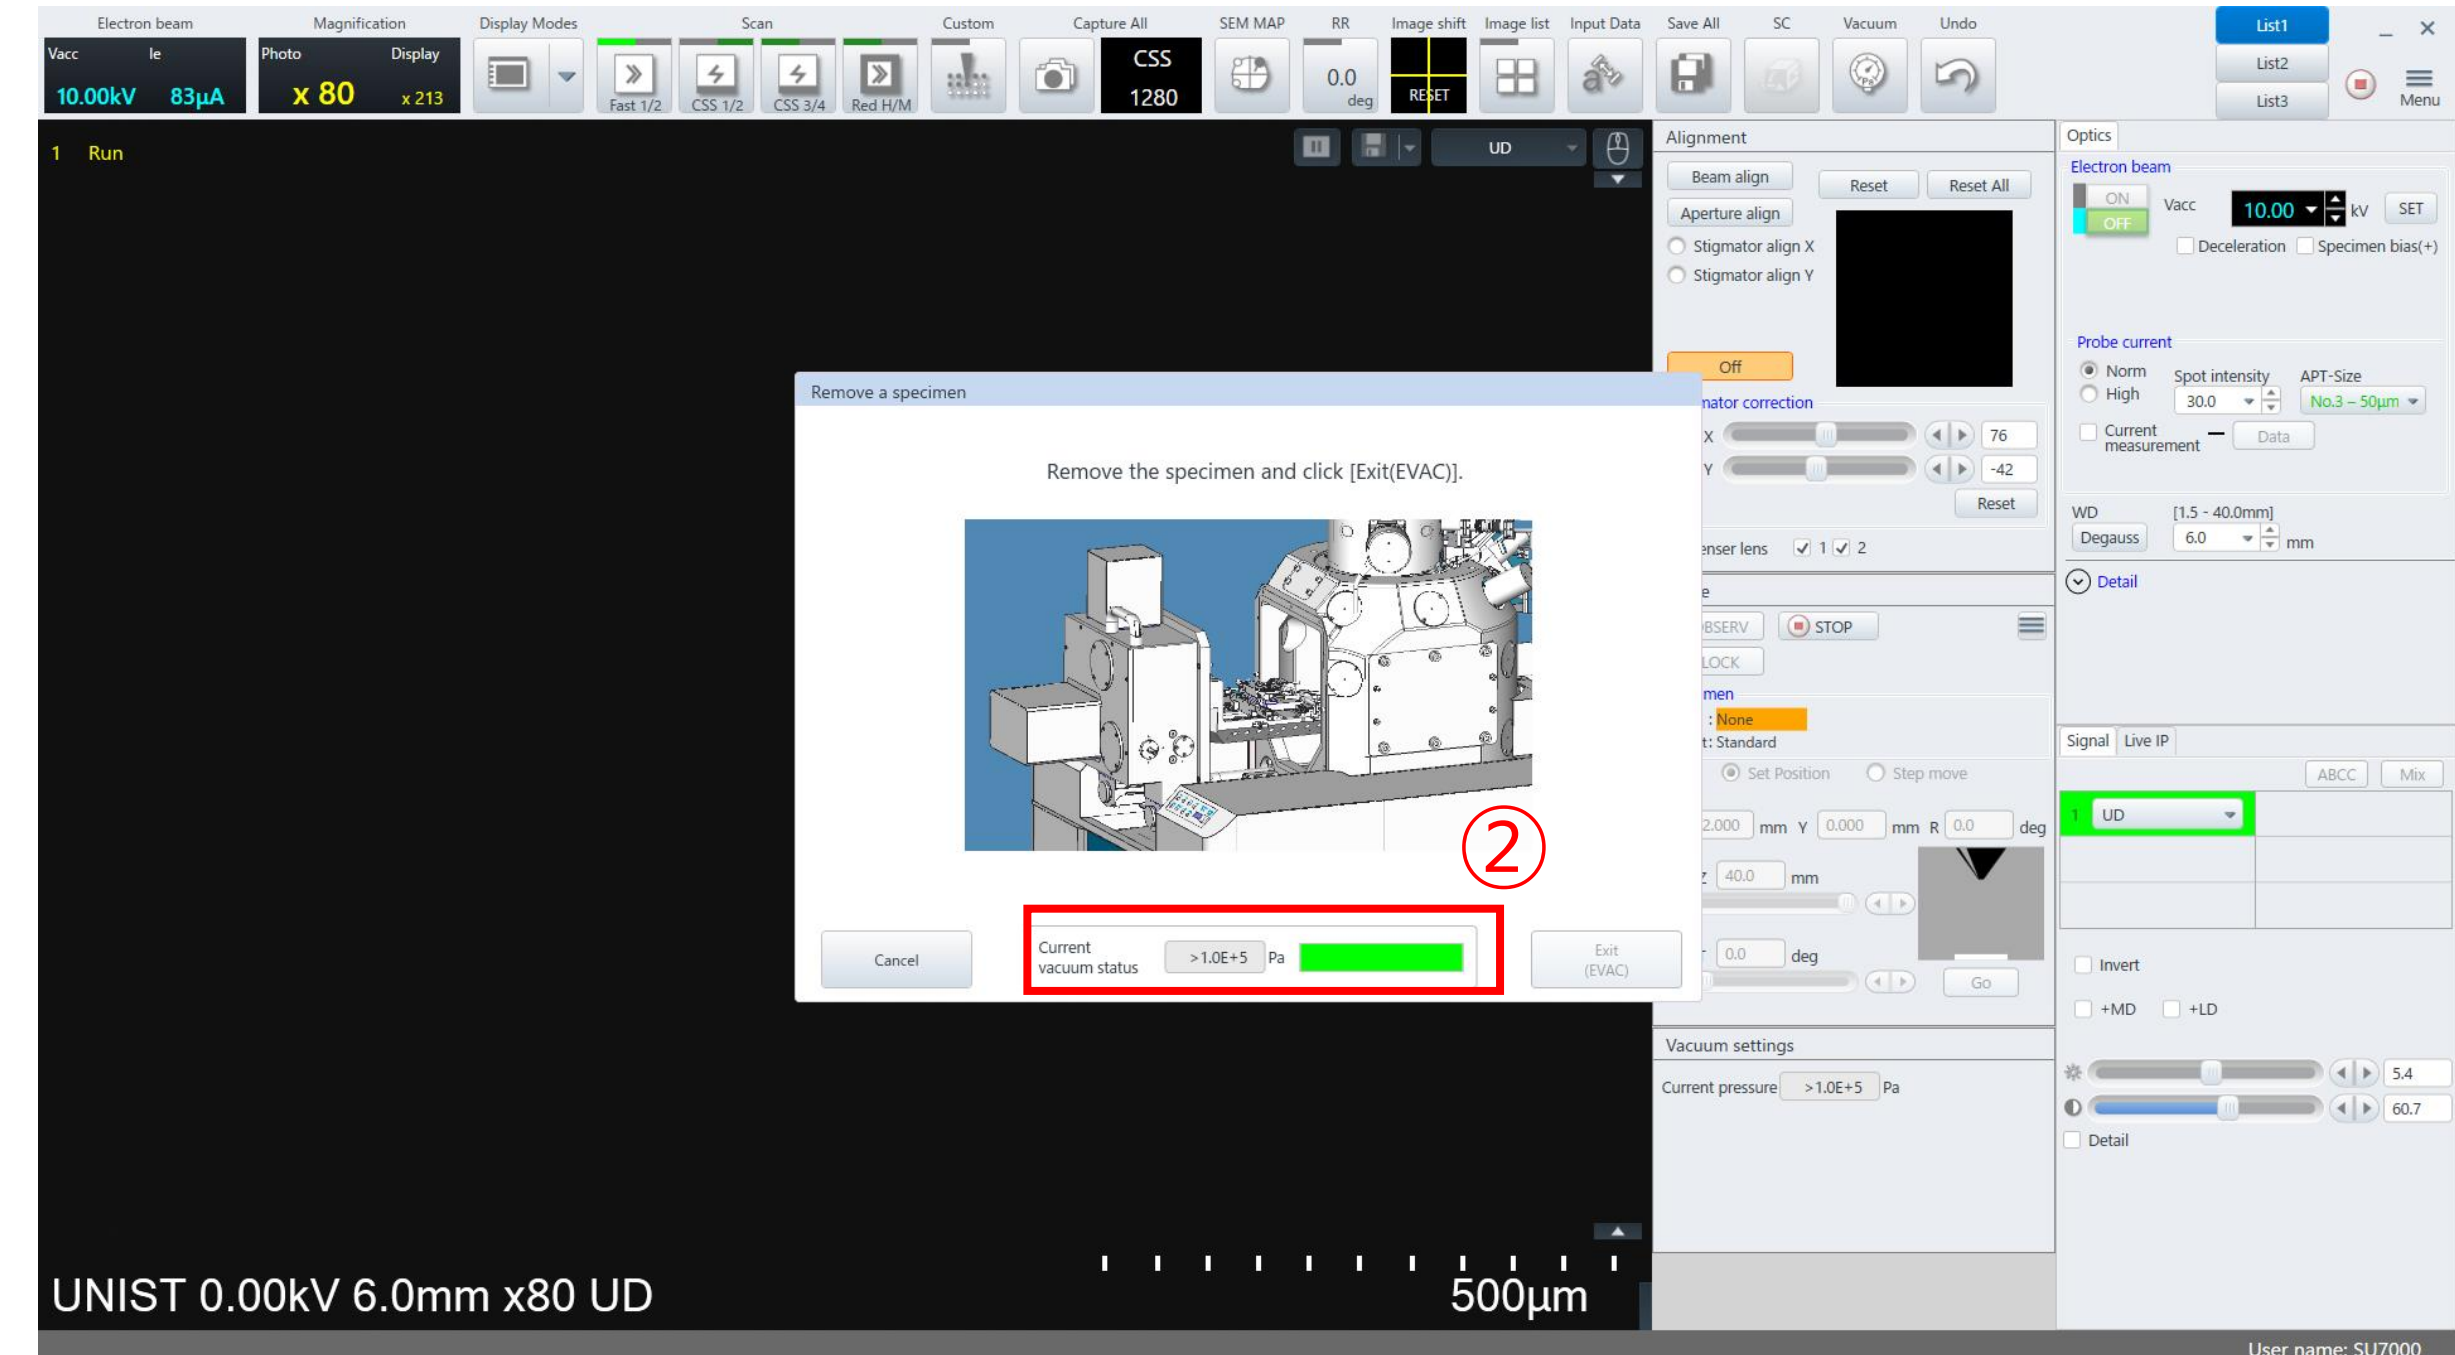 Electron beam
Magnification
Display Modes
Scan
Custom
Capture All
SEM MAP
RR
Image shift
Image list
Input Data
Save All
SC
Vacuum
Undo
Vacc Ie
10.00kV 83µA
Photo Display
x 80 x 213
Fast 1/2
CSS 1/2
CSS 3/4
Red H/M
CSS
1280
0.0
deg
RESET
List1
List2
List3
Menu
1 Run
UD
Alignment
Beam align
Reset
Reset All
Aperture align
Stigmator align X
Stigmator align Y
Off
mator correction
X 76
Y -42
Reset
enser lens 1 2
e
BSERV
STOP
LOCK
men
: None
t: Standard
Set Position Step move
2.000 mm Y 0.000 mm R 0.0 deg
Z 40.0 mm
0.0 deg
Go
Vacuum settings
Current pressure >1.0E+5 Pa
Remove a specimen
Remove the specimen and click [Exit(EVAC)].
②
Cancel
Current
vacuum status
>1.0E+5 Pa
Exit
(EVAC)
Optics
Electron beam
ON
OFF
Vacc 10.00 kV SET
Deceleration Specimen bias(+)
Probe current
Norm
High
Spot intensity
30.0
APT-Size
No.3 – 50µm
Current
measurement
Data
WD [1.5 - 40.0mm]
Degauss 6.0 mm
Detail
Signal Live IP
ABCC Mix
1 UD
Invert
+MD +LD
5.4
60.7
Detail
UNIST 0.00kV 6.0mm x80 UD
500µm
User name: SU7000